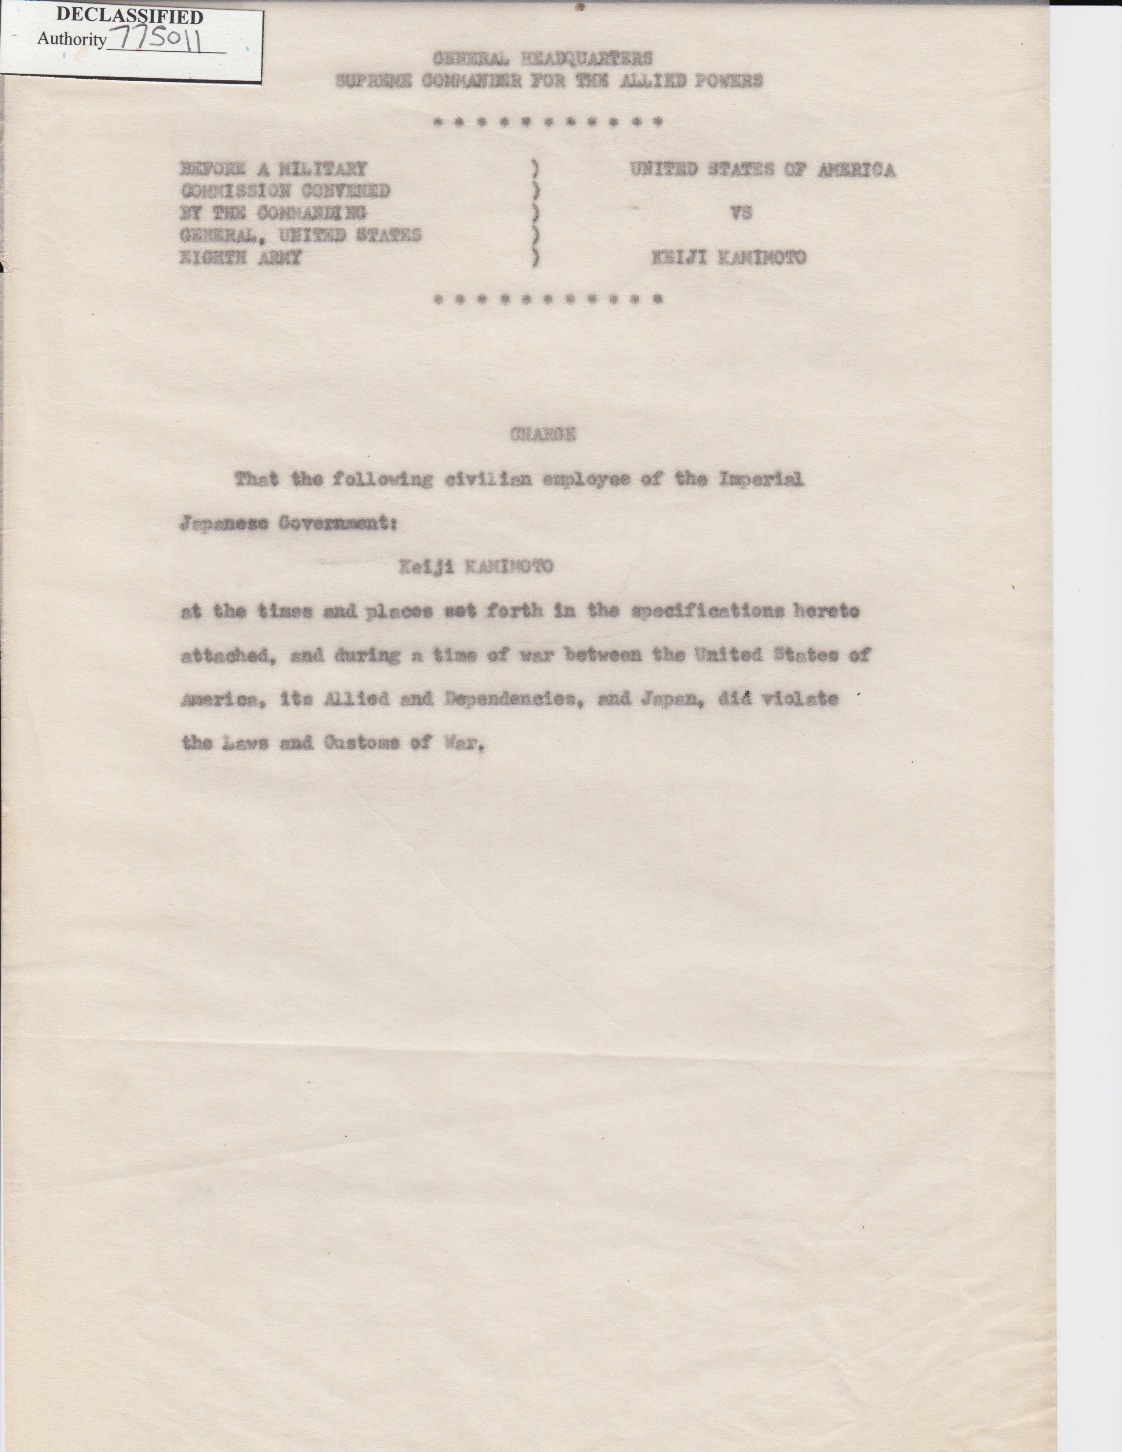 DECLASSIFIED
Authority 775011
GENERAL HEADQUARTERS
SUPREME COMMANDER FOR THE ALLIED POWERS
* * * * * * * * * * *
BEFORE A MILITARY ) UNITED STATES OF AMERICA
COMMISSION CONVENED )
BY THE COMMANDING ) VS
GENERAL, UNITED STATES )
EIGHTH ARMY ) KEIJI KAMIMOTO
* * * * * * * * * * *
CHARGE
That the following civilian employee of the Imperial
Japanese Government:
Keiji KAMIMOTO
at the times and places set forth in the specifications hereto
attached, and during a time of war between the United States of
America, its Allied and Dependencies, and Japan, did violate
the Laws and Customs of War.